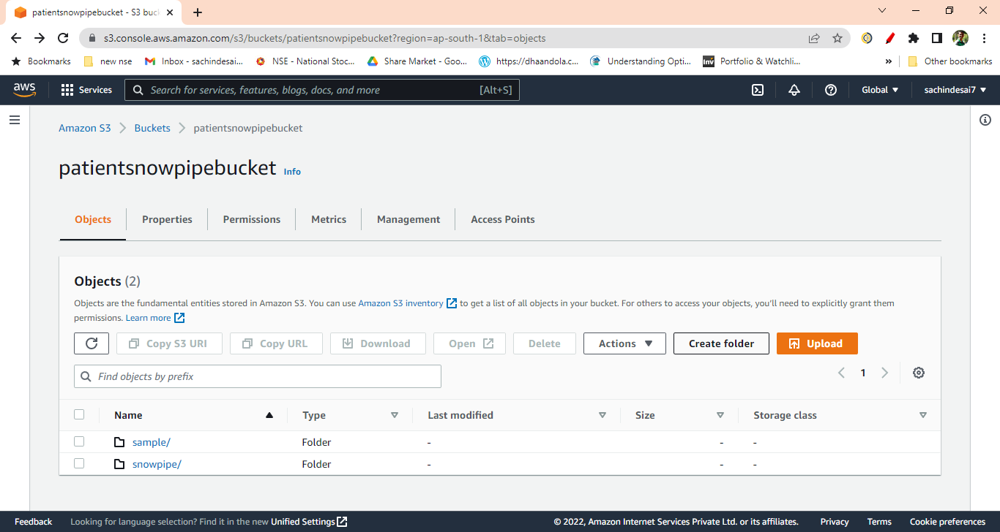 patientsnowpipebucket - S3 buc
s3.console.aws.amazon.com/s3/buckets/patientsnowpipebucket?region=ap-south-1&tab=objects
Bookmarks new nse Inbox - sachindesai... NSE - National Stoc... Share Market - Goo... https://dhaandola.c... Understanding Opti... Inv Portfolio & Watchli... » Other bookmarks
aws Services Search for services, features, blogs, docs, and more [Alt+S] Global sachindesai7
Amazon S3 Buckets patientsnowpipebucket
patientsnowpipebucket Info
Objects Properties Permissions Metrics Management Access Points
Objects (2)
Objects are the fundamental entities stored in Amazon S3. You can use Amazon S3 inventory to get a list of all objects in your bucket. For others to access your objects, you'll need to explicitly grant them
permissions. Learn more
Copy S3 URI Copy URL Download Open Delete Actions Create folder Upload
Find objects by prefix 1
Name Type Last modified Size Storage class
sample/ Folder - - -
snowpipe/ Folder - - -
Feedback Looking for language selection? Find it in the new Unified Settings © 2022, Amazon Internet Services Private Ltd. or its affiliates. Privacy Terms Cookie preferences